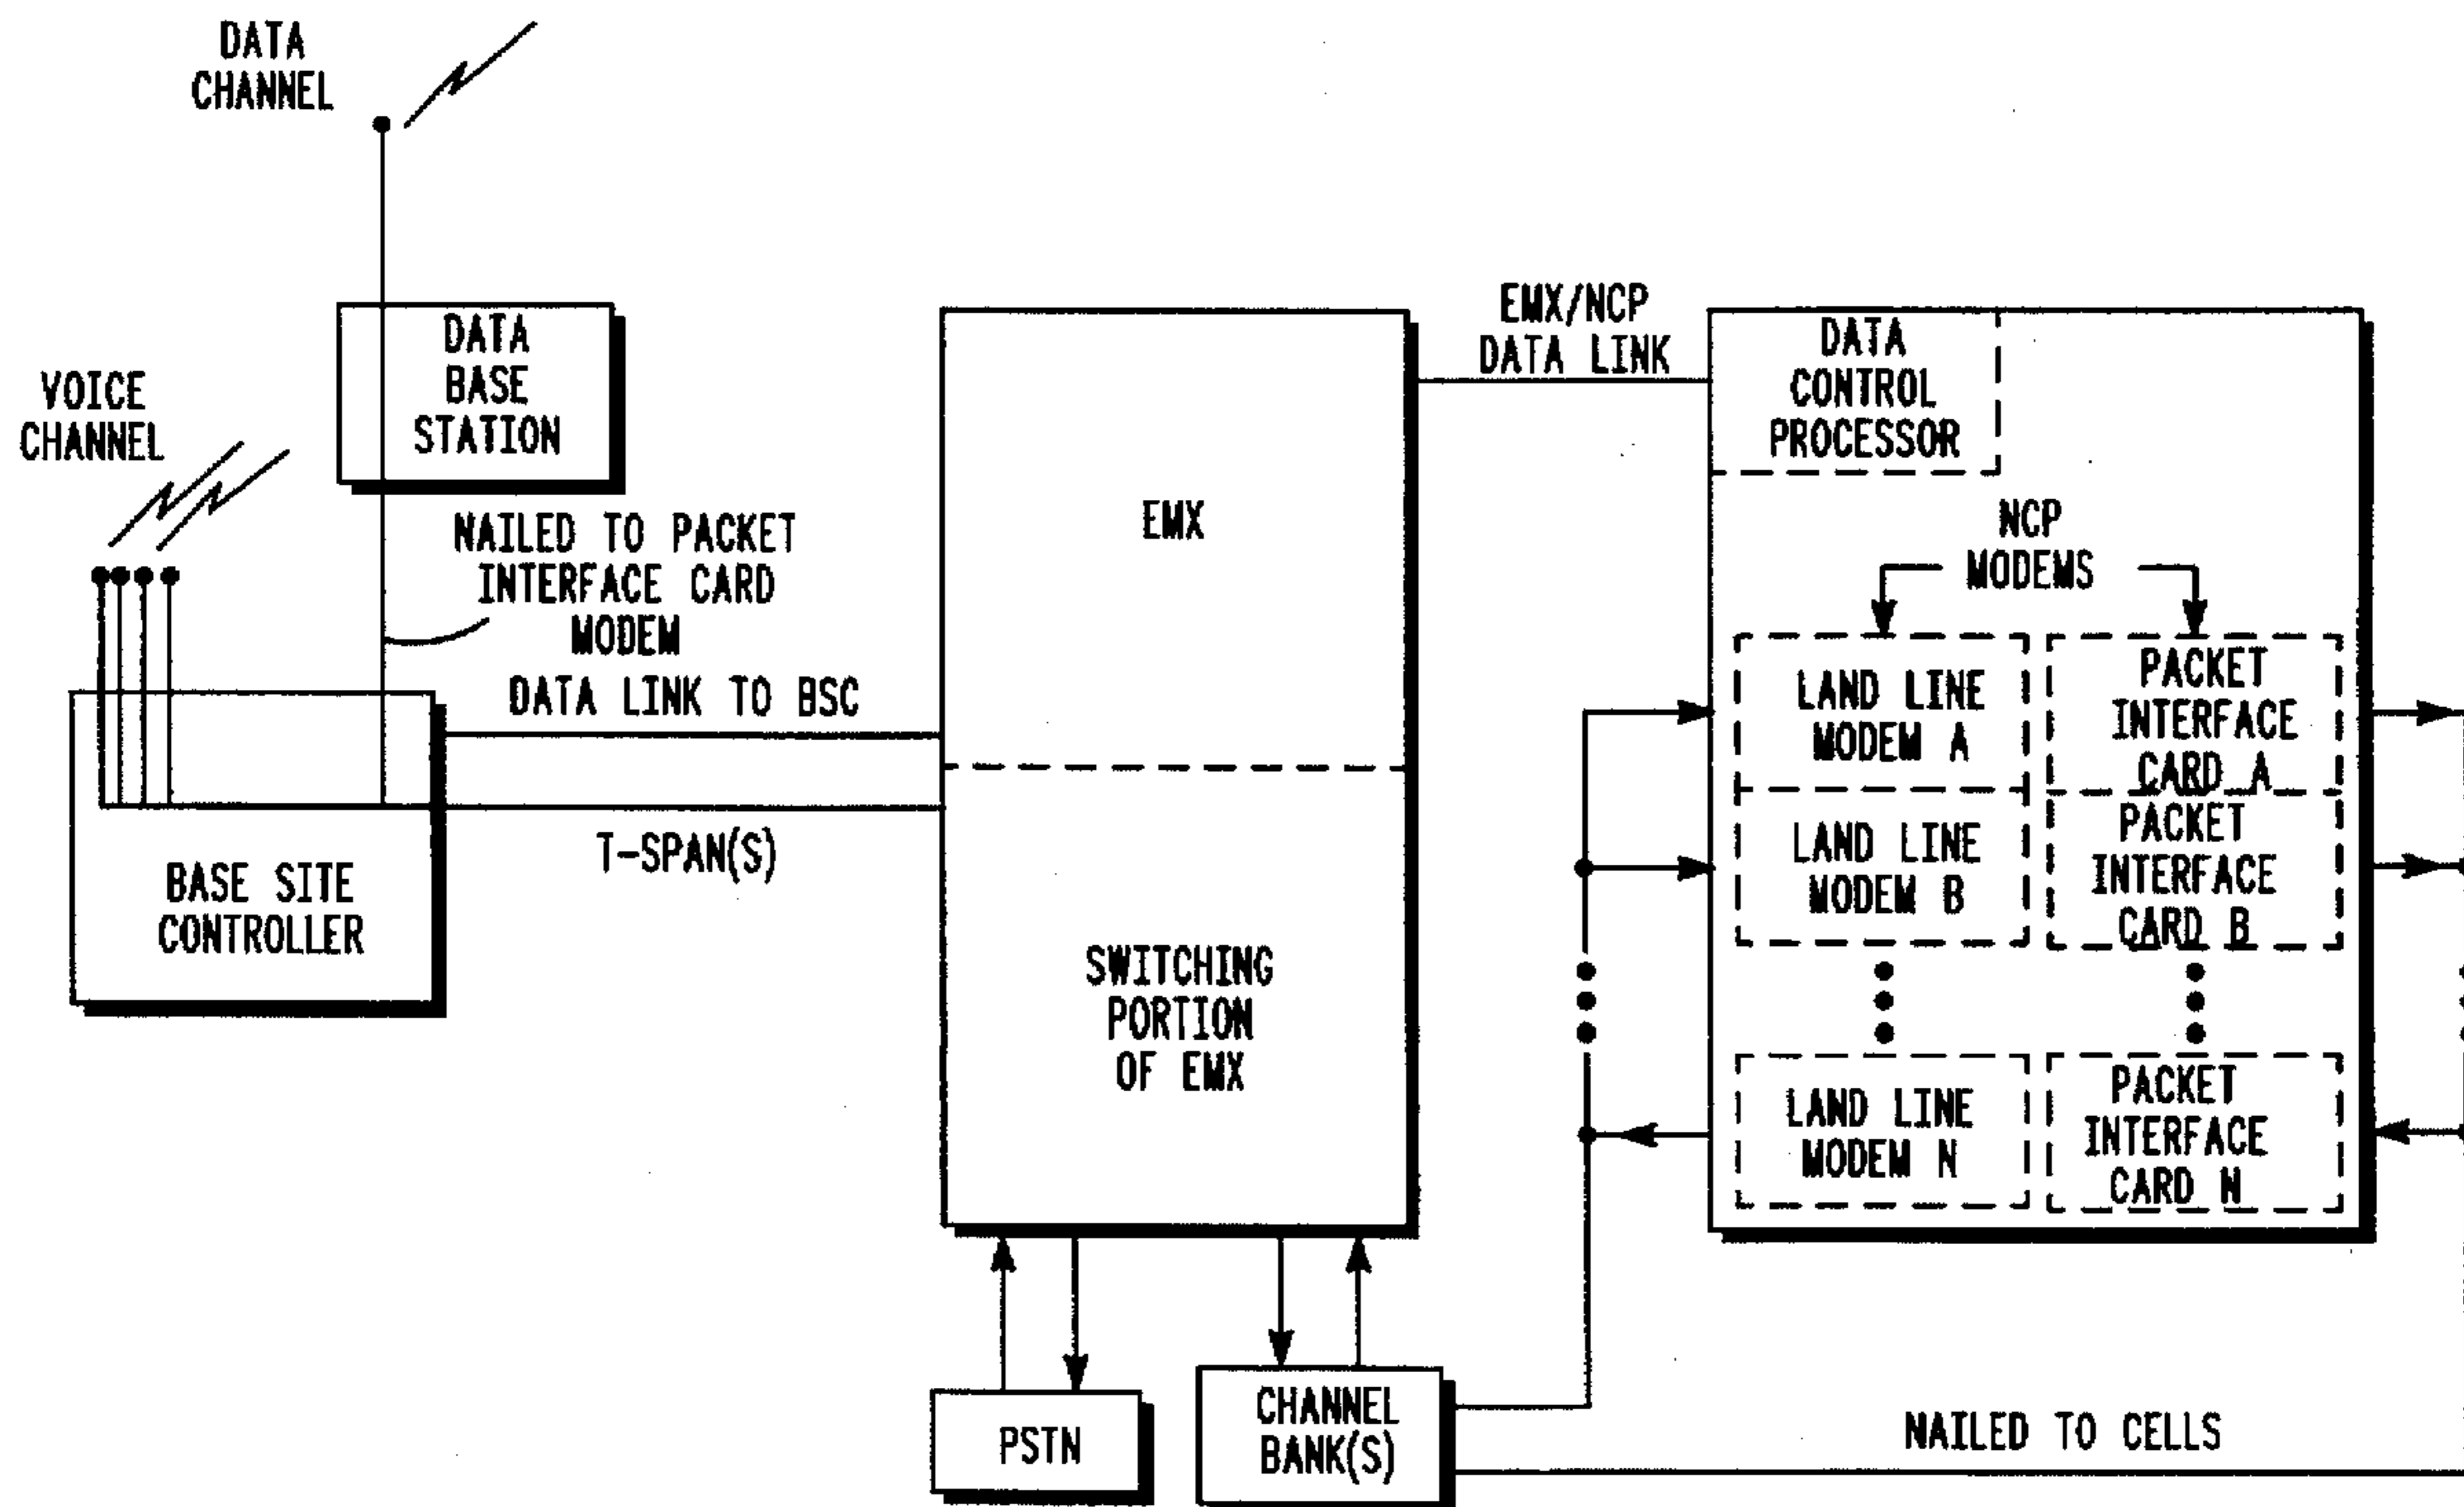 DATA
CHANNEL
VOICE
CHANNEL
DATA
BASE
STATION
NAILED TO PACKET
INTERFACE CARD
MODEM
DATA LINK TO BSC
T-SPAN(S)
BASE SITE
CONTROLLER
EMX
SWITCHING
PORTION
OF EMX
EMX/NCP
DATA LINK
DATA
CONTROL
PROCESSOR
NCP
MODEMS
LAND LINE
MODEM A
PACKET
INTERFACE
CARD A
LAND LINE
MODEM B
PACKET
INTERFACE
CARD B
LAND LINE
MODEM N
PACKET
INTERFACE
CARD N
PSTN
CHANNEL
BANK(S)
NAILED TO CELLS